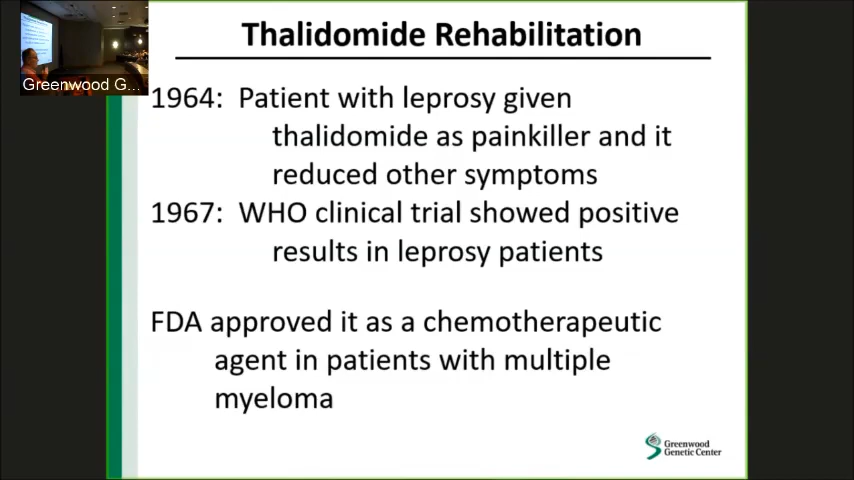 Thalidomide Rehabilitation
Greenwood G...
1964: Patient with leprosy given
thalidomide as painkiller and it
reduced other symptoms
1967: WHO clinical trial showed positive
results in leprosy patients
FDA approved it as a chemotherapeutic
agent in patients with multiple
myeloma
Greenwood
Genetic Center